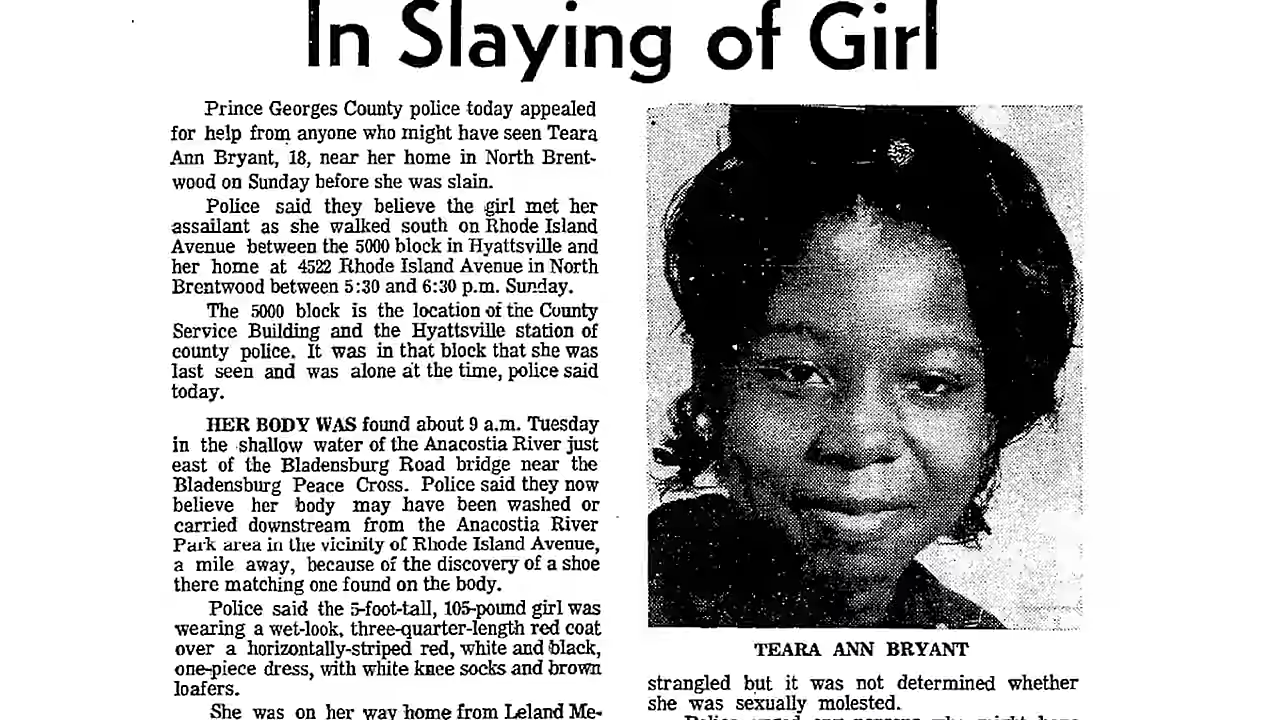 In Slaying of Girl
Prince Georges County police today appealed
for help from anyone who might have seen Teara
Ann Bryant, 18, near her home in North Brent-
wood on Sunday before she was slain.
Police said they believe the girl met her
assailant as she walked south on Rhode Island
Avenue between the 5000 block in Hyattsville and
her home at 4522 Rhode Island Avenue in North
Brentwood between 5:30 and 6:30 p.m. Sunday.
The 5000 block is the location of the County
Service Building and the Hyattsville station of
county police. It was in that block that she was
last seen and was alone at the time, police said
today.
HER BODY WAS found about 9 a.m. Tuesday
in the shallow water of the Anacostia River just
east of the Bladensburg Road bridge near the
Bladensburg Peace Cross. Police said they now
believe her body may have been washed or
carried downstream from the Anacostia River
Park area in the vicinity of Rhode Island Avenue,
a mile away, because of the discovery of a shoe
there matching one found on the body.
Police said the 5-foot-tall, 105-pound girl was
wearing a wet-look, three-quarter-length red coat
over a horizontally-striped red, white and black,
one-piece dress, with white knee socks and brown
loafers.
She was on her way home from Leland Me-
TEARA ANN BRYANT
strangled but it was not determined whether
she was sexually molested.